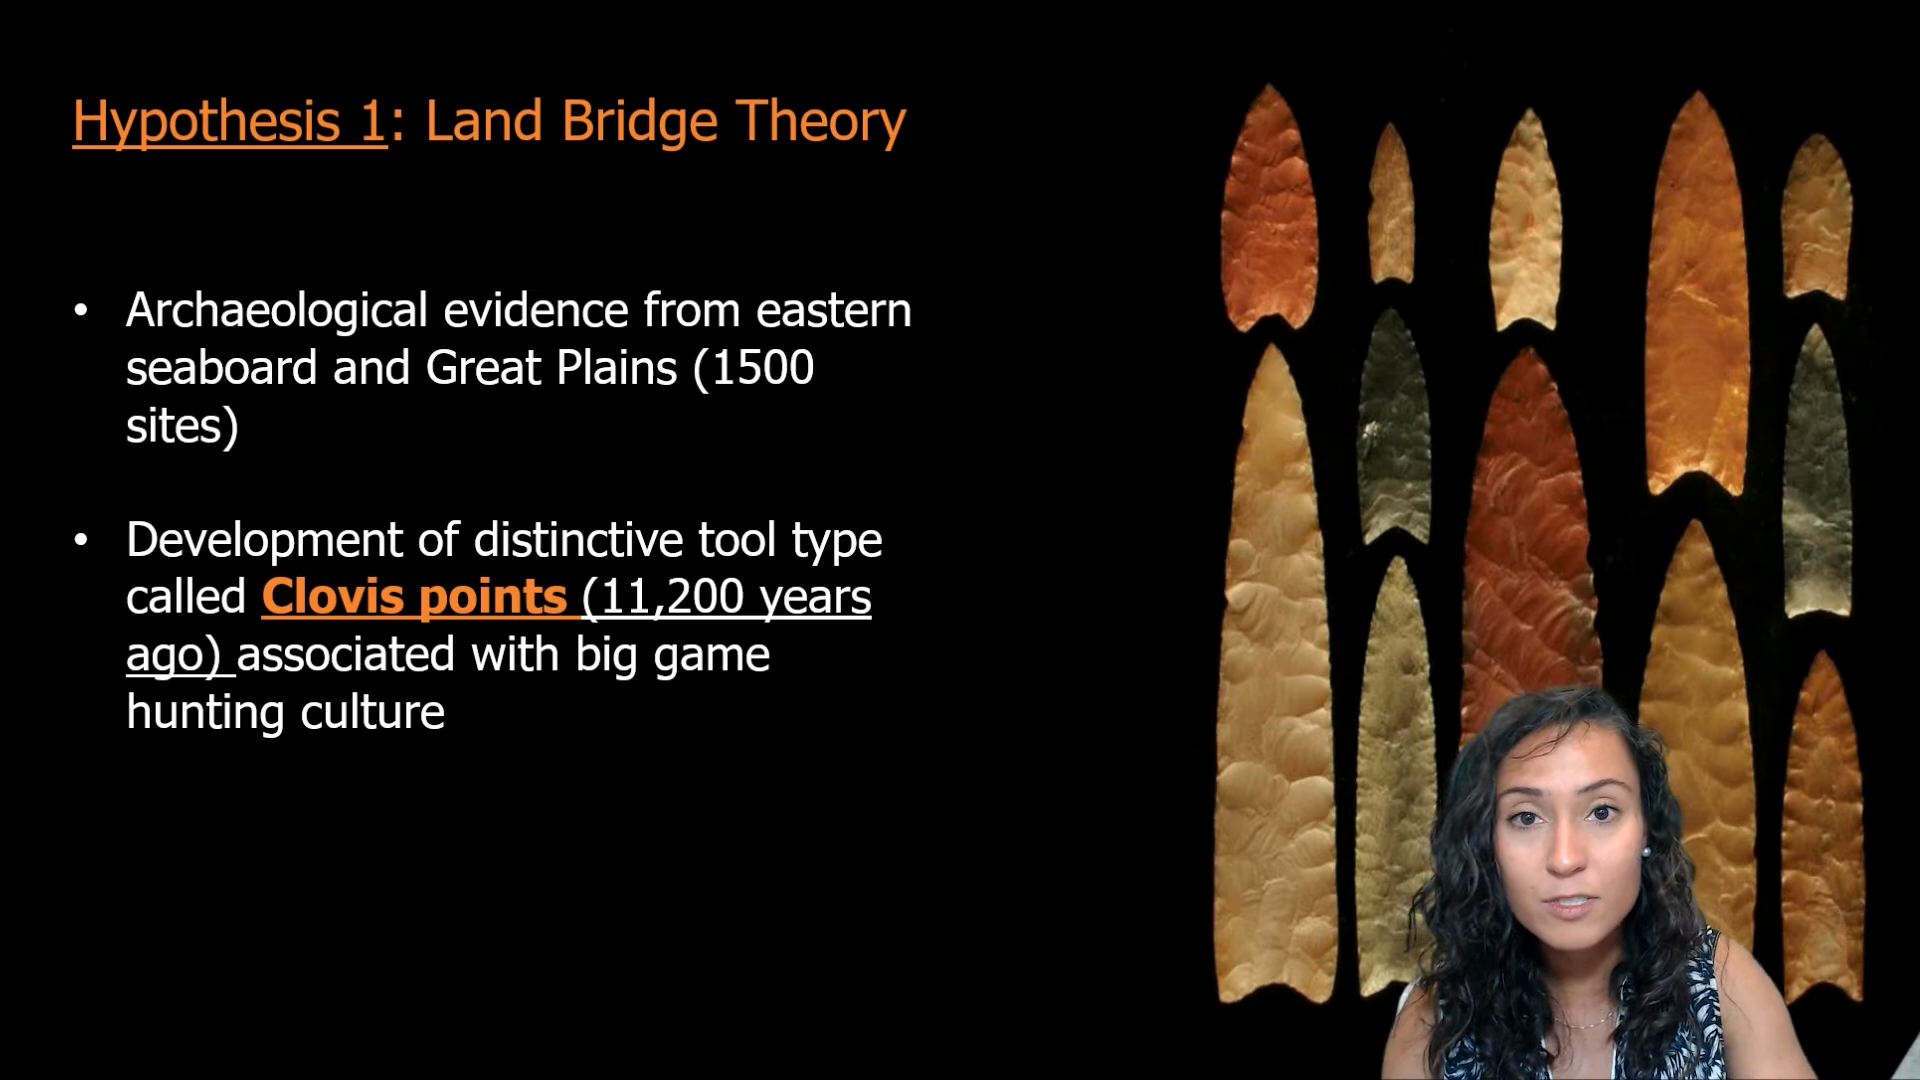 Hypothesis 1: Land Bridge Theory
• Archaeological evidence from eastern
seaboard and Great Plains (1500
sites)
• Development of distinctive tool type
called Clovis points (11,200 years
ago) associated with big game
hunting culture